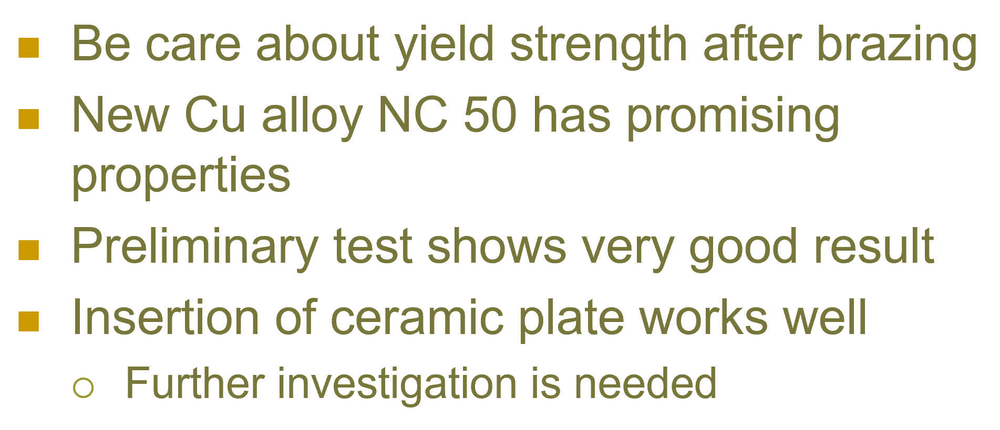 Be care about yield strength after brazing
New Cu alloy NC 50 has promising
properties
Preliminary test shows very good result
Insertion of ceramic plate works well
Further investigation is needed